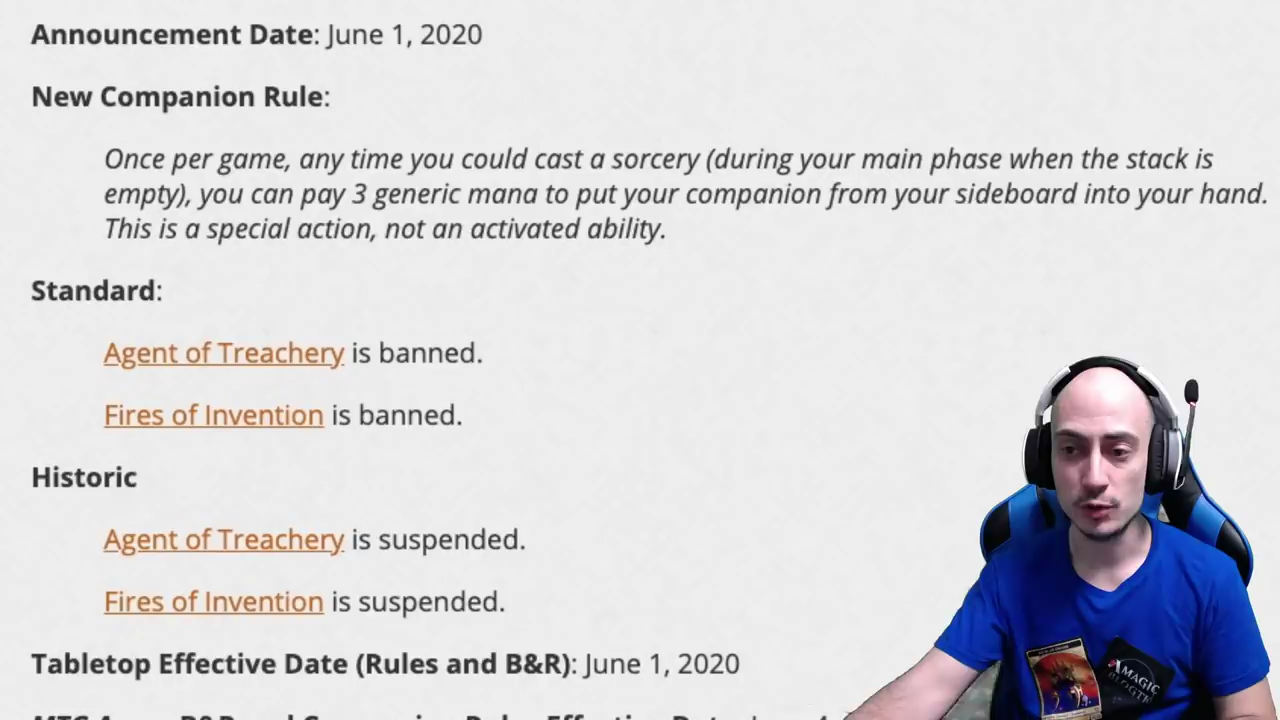 Announcement Date: June 1, 2020
New Companion Rule:
Once per game, any time you could cast a sorcery (during your main phase when the stack is
empty), you can pay 3 generic mana to put your companion from your sideboard into your hand.
This is a special action, not an activated ability.
Standard:
Agent of Treachery is banned.
Fires of Invention is banned.
Historic
Agent of Treachery is suspended.
Fires of Invention is suspended.
Tabletop Effective Date (Rules and B&R): June 1, 2020
MAGIC